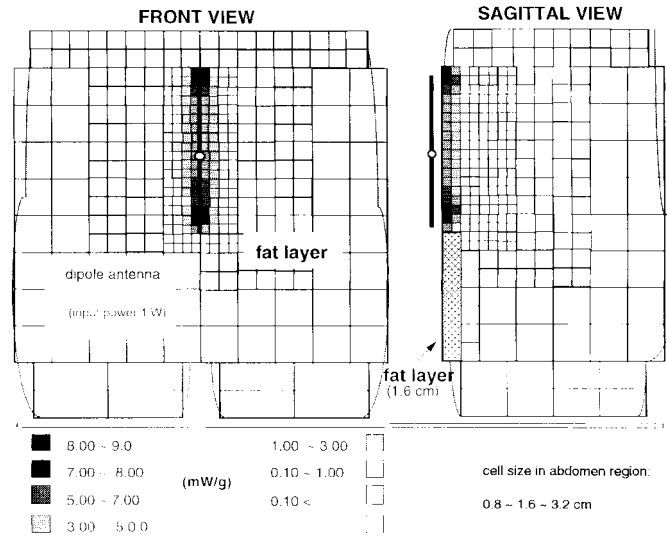 FRONT VIEW
SAGITTAL VIEW
fat layer
dipole antenna
(input power 1 W)
fat layer
(1.6 cm)
8.00 ~ 9.0
7.00 ~ 8.00
5.00 ~ 7.00
3.00 ~ 5.0.0
(mW/g)
1.00 ~ 3.00
0.10 ~ 1.00
0.10 <
cell size in abdomen region:
0.8 ~ 1.6 ~ 3.2 cm